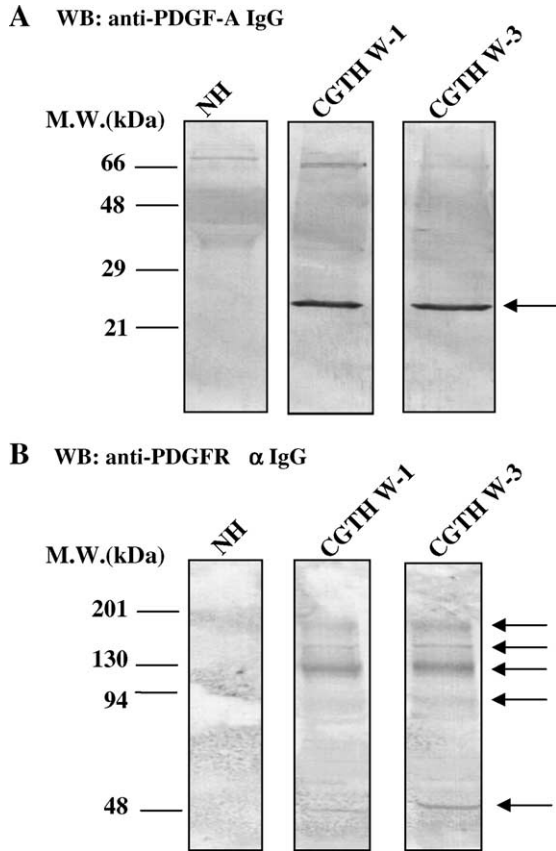 A WB: anti-PDGF-A IgG
NH
CGTH W-1
CGTH W-3
M.W.(kDa)
66
48
29
21
B WB: anti-PDGFR α IgG
NH
CGTH W-1
CGTH W-3
M.W.(kDa)
201
130
94
48